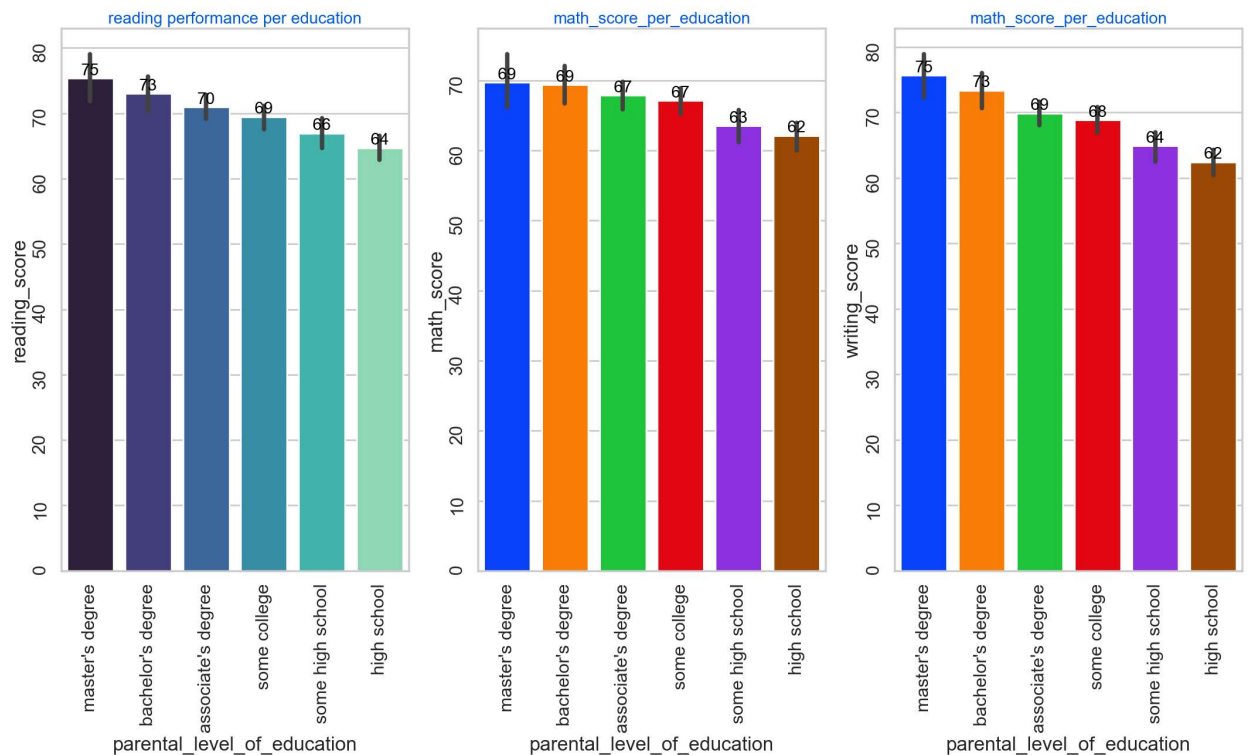 reading performance per education
80
70
60
50
40
30
20
10
0
reading_score
75
73
70
69
66
64
master's degree
bachelor's degree
associate's degree
some college
some high school
high school
parental_level_of_education
math_score_per_education
70
60
50
40
30
20
10
0
math_score
69
69
67
67
63
62
master's degree
bachelor's degree
associate's degree
some college
some high school
high school
parental_level_of_education
math_score_per_education
80
70
60
50
40
30
20
10
0
writing_score
75
73
69
68
64
62
master's degree
bachelor's degree
associate's degree
some college
some high school
high school
parental_level_of_education